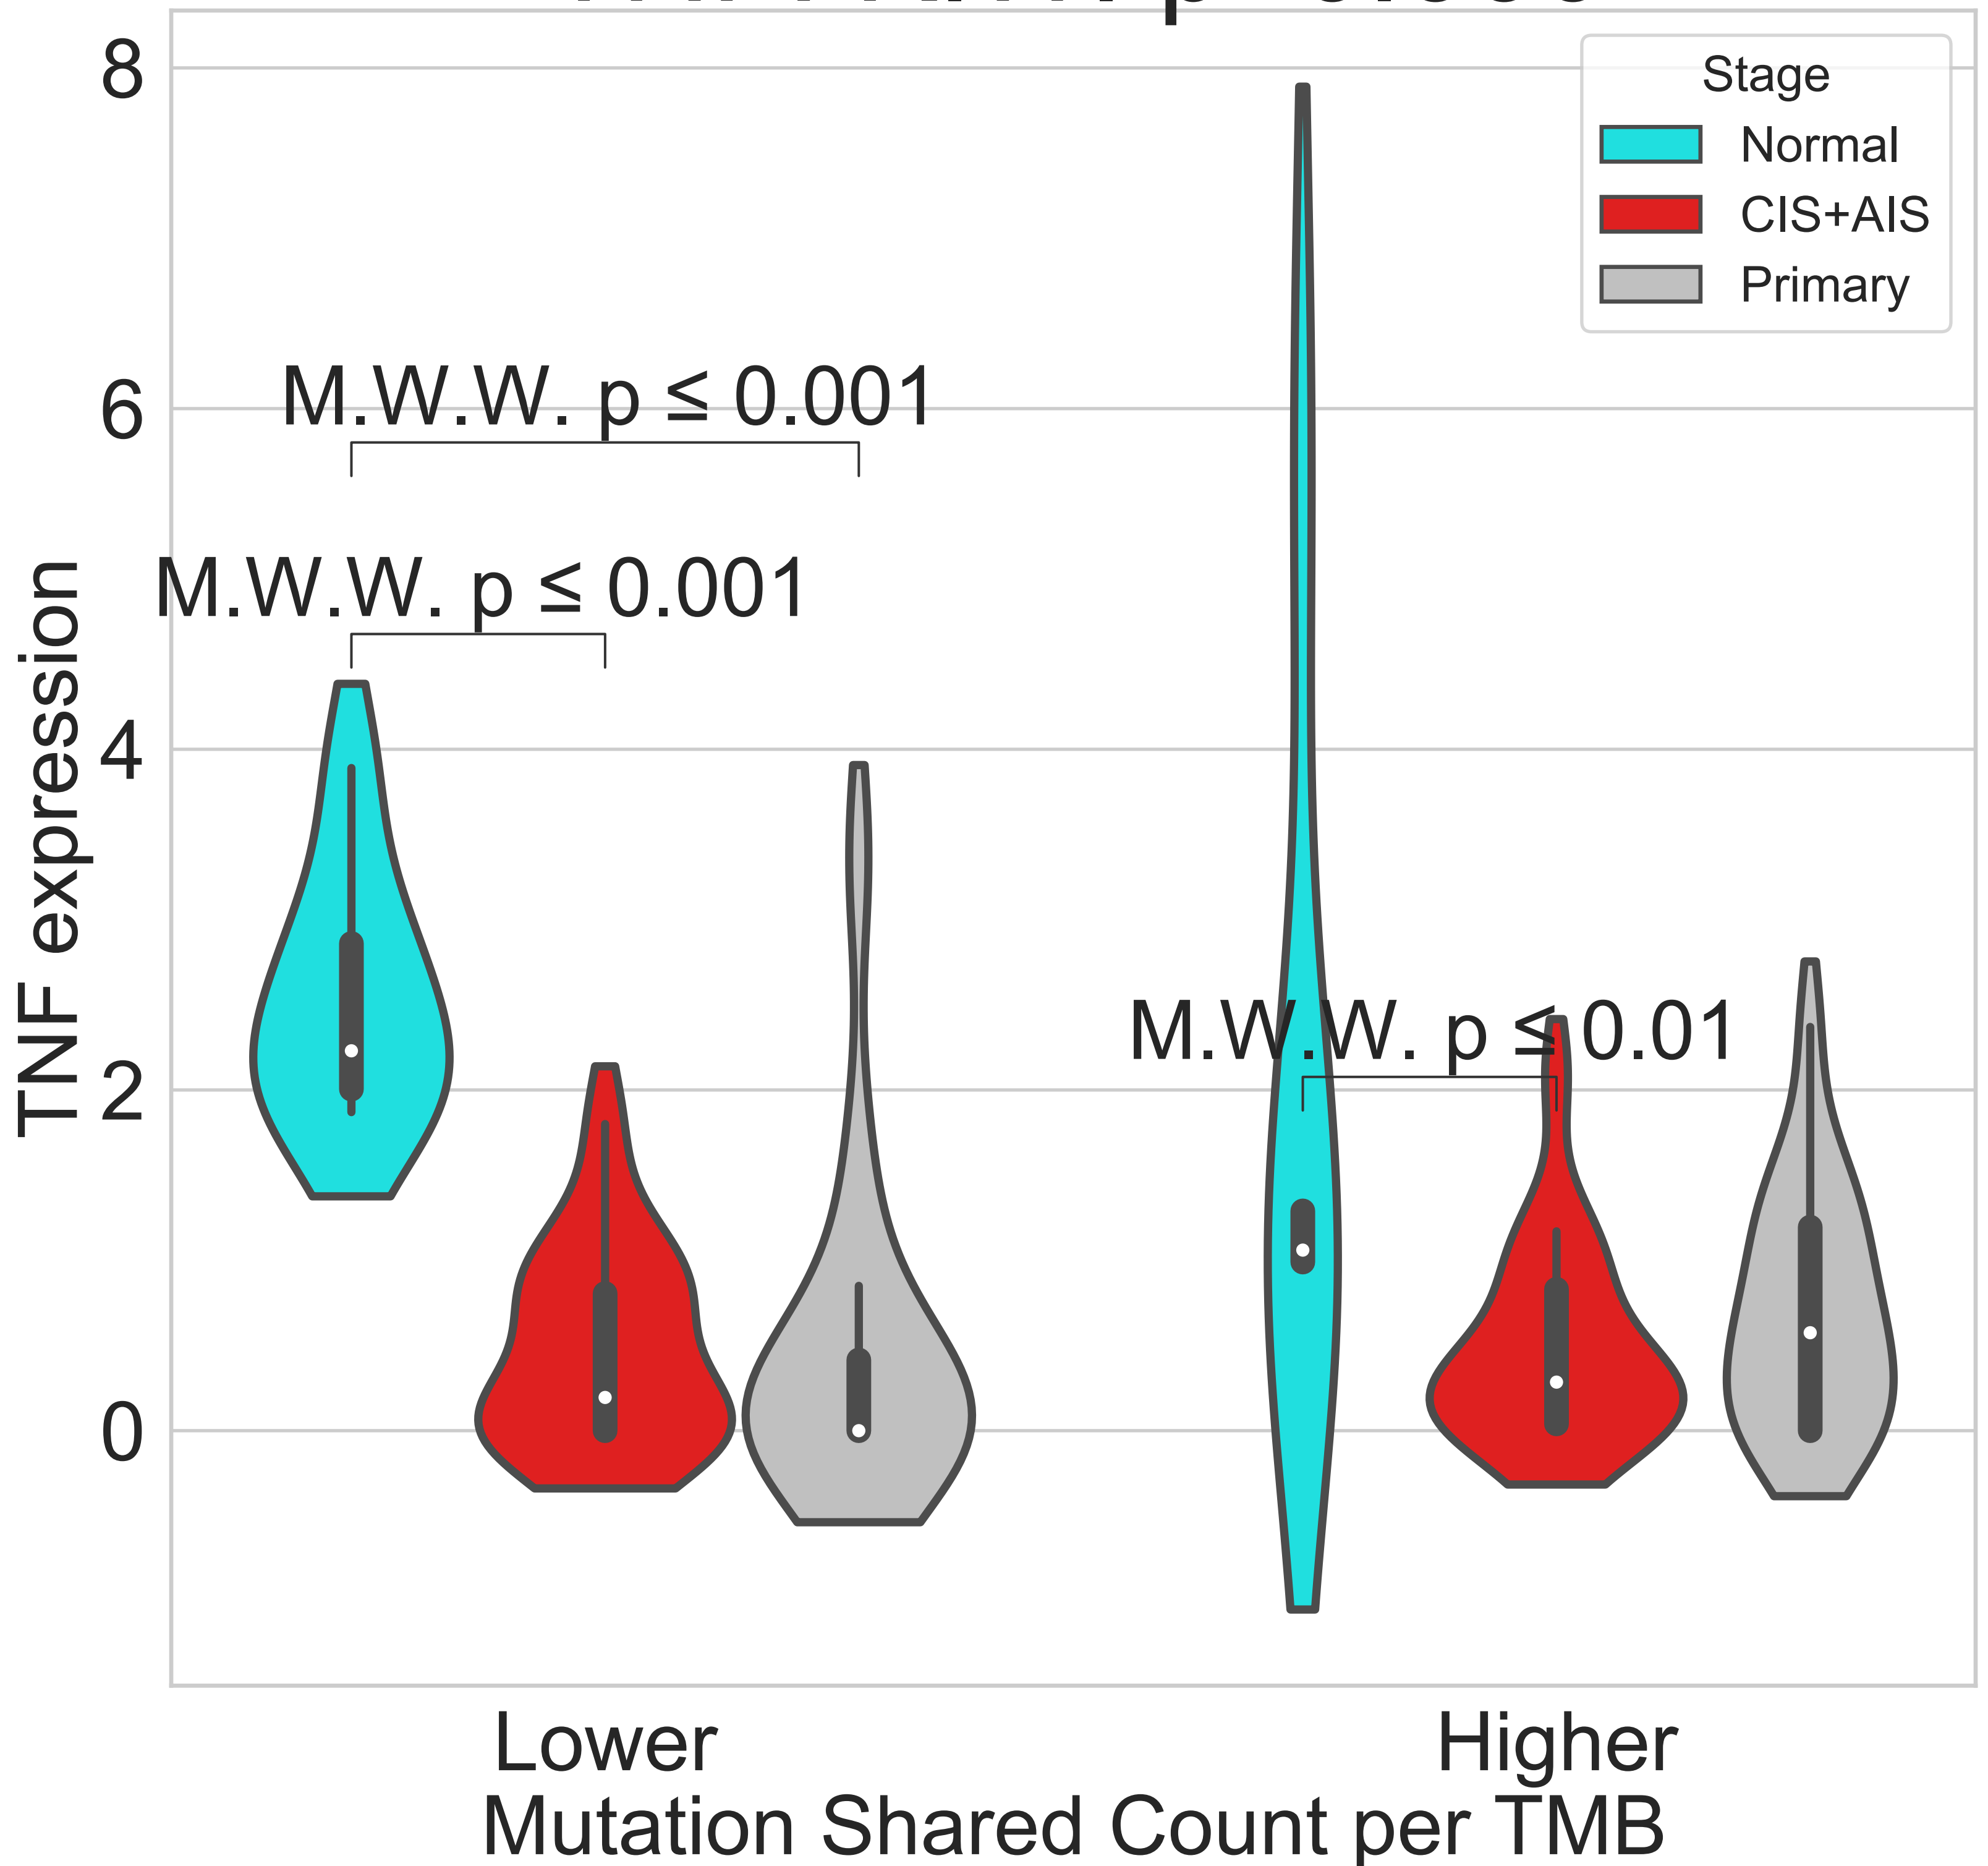 8
6
4
2
0
TNF expression
Stage
Normal
CIS+AIS
Primary
M.W.W. p ≤ 0.001
M.W.W. p ≤ 0.001
M.W.W. p ≤ 0.01
Lower
Higher
Mutation Shared Count per TMB